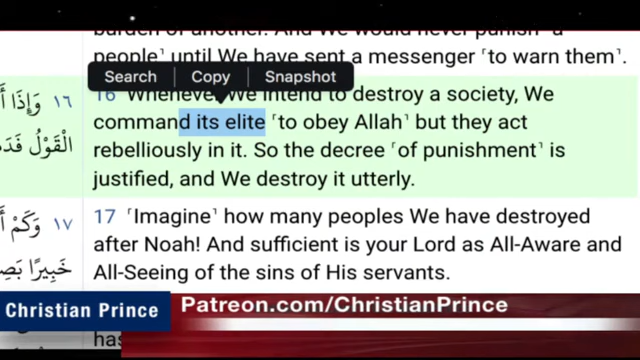 burden of another. And We would never punish ˹a
people˺ until We have sent a messenger ˹to warn them˺.
Search
Copy
Snapshot
١٦
16 Whenever We intend to destroy a society, We
command its elite ˹to obey Allah˺ but they act
rebelliously in it. So the decree ˹of punishment˺ is
justified, and We destroy it utterly.
١٧
17 ˹Imagine˺ how many peoples We have destroyed
after Noah! And sufficient is your Lord as All-Aware and
All-Seeing of the sins of His servants.
Christian Prince
Patreon.com/ChristianPrince
has